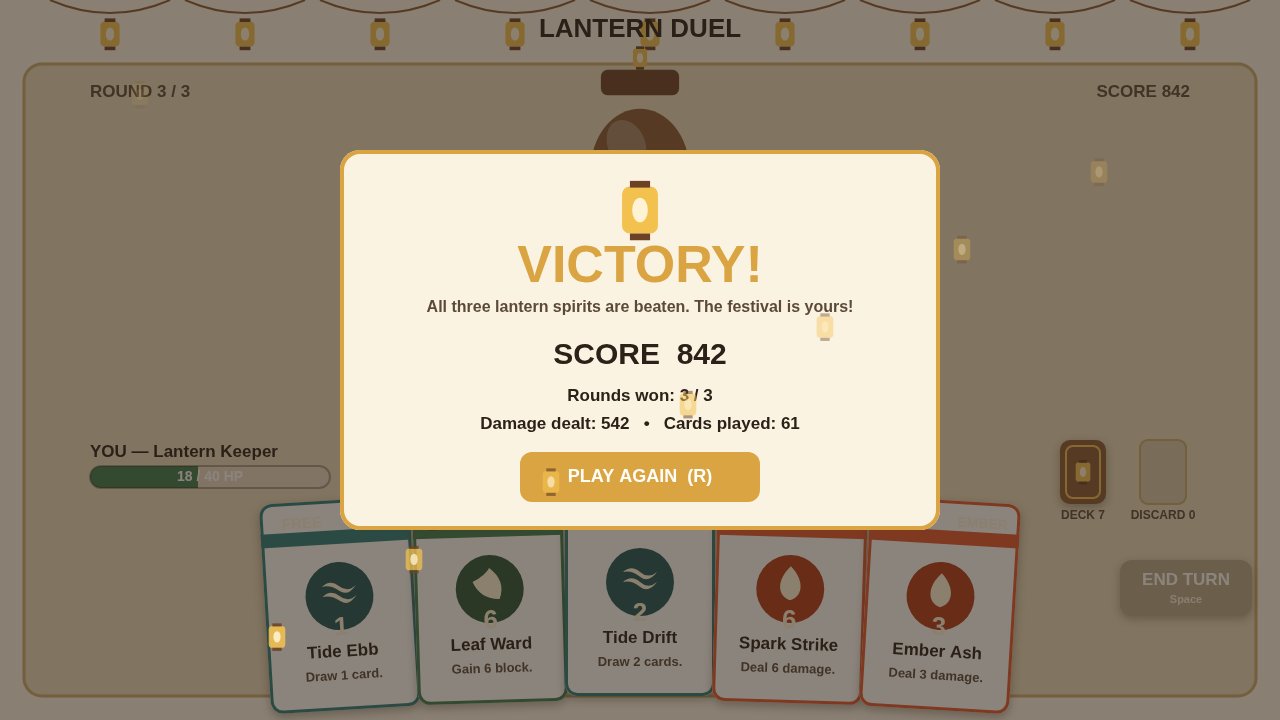 LANTERN DUEL
ROUND 3 / 3
SCORE 842
VICTORY!
All three lantern spirits are beaten. The festival is yours!
SCORE 842
Rounds won: 3 / 3
Damage dealt: 542 • Cards played: 61
PLAY AGAIN (R)
YOU — Lantern Keeper
18 / 40 HP
DECK 7
DISCARD 0
END TURN
Space
FREE
EMBER
1
Tide Ebb
Draw 1 card.
6
Leaf Ward
Gain 6 block.
2
Tide Drift
Draw 2 cards.
6
Spark Strike
Deal 6 damage.
3
Ember Ash
Deal 3 damage.